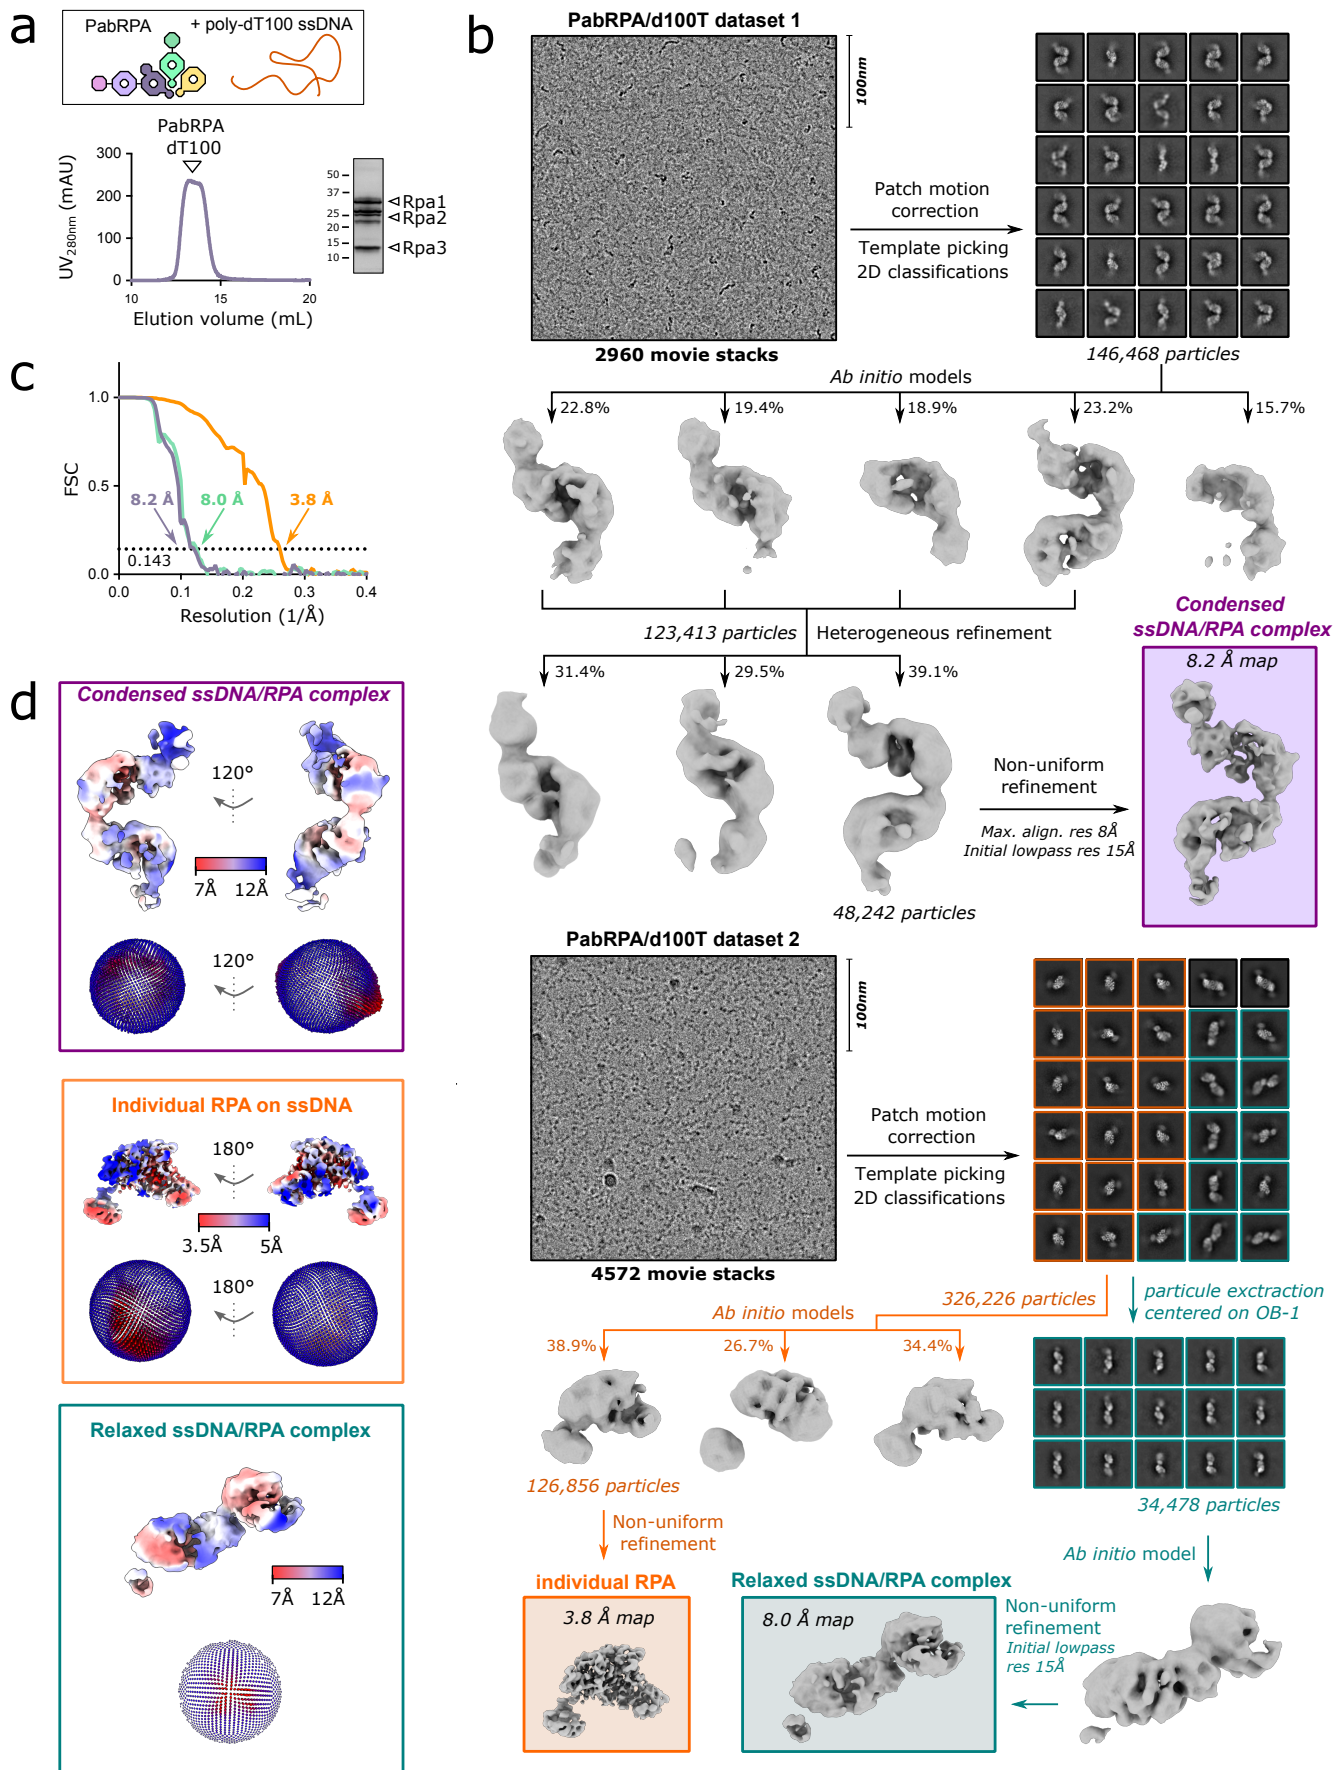 a
PabRPA
+ poly-dT100 ssDNA
PabRPA
dT100
300
200
100
0
UV280nm (mAU)
10
15
20
Elution volume (mL)
50
37
25
20
15
10
Rpa1
Rpa2
Rpa3
b
PabRPA/d100T dataset 1
100nm
2960 movie stacks
Patch motion
correction
Template picking
2D classifications
146,468 particles
Ab initio models
22.8%
19.4%
18.9%
23.2%
15.7%
123,413 particles
Heterogeneous refinement
31.4%
29.5%
39.1%
48,242 particles
Non-uniform
refinement
Max. align. res 8Å
Initial lowpass res 15Å
Condensed
ssDNA/RPA complex
8.2 Å map
PabRPA/d100T dataset 2
100nm
4572 movie stacks
Patch motion
correction
Template picking
2D classifications
326,226 particles
particule exctraction
centered on OB-1
Ab initio models
38.9%
26.7%
34.4%
126,856 particles
Non-uniform
refinement
individual RPA
3.8 Å map
34,478 particles
Ab initio model
Non-uniform
refinement
Initial lowpass
res 15Å
Relaxed ssDNA/RPA complex
8.0 Å map
c
1.0
0.5
0.0
FSC
8.2 Å
8.0 Å
3.8 Å
0.143
0.0
0.1
0.2
0.3
0.4
Resolution (1/Å)
d
Condensed ssDNA/RPA complex
120°
7Å
12Å
120°
Individual RPA on ssDNA
180°
3.5Å
5Å
180°
Relaxed ssDNA/RPA complex
7Å
12Å